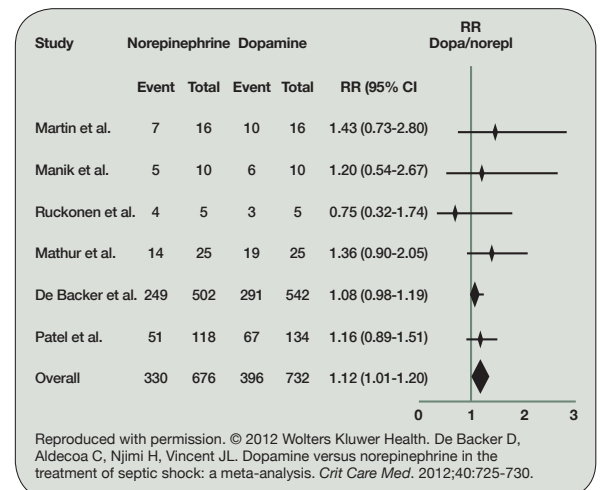 RR
Study Norepinephrine Dopamine Dopa/norepl
Event Total Event Total RR (95% CI
Martin et al. 7 16 10 16 1.43 (0.73-2.80)
Manik et al. 5 10 6 10 1.20 (0.54-2.67)
Ruckonen et al. 4 5 3 5 0.75 (0.32-1.74)
Mathur et al. 14 25 19 25 1.36 (0.90-2.05)
De Backer et al. 249 502 291 542 1.08 (0.98-1.19)
Patel et al. 51 118 67 134 1.16 (0.89-1.51)
Overall 330 676 396 732 1.12 (1.01-1.20)
0 1 2 3
Reproduced with permission. © 2012 Wolters Kluwer Health. De Backer D,
Aldecoa C, Njimi H, Vincent JL. Dopamine versus norepinephrine in the
treatment of septic shock: a meta-analysis. Crit Care Med. 2012;40:725-730.